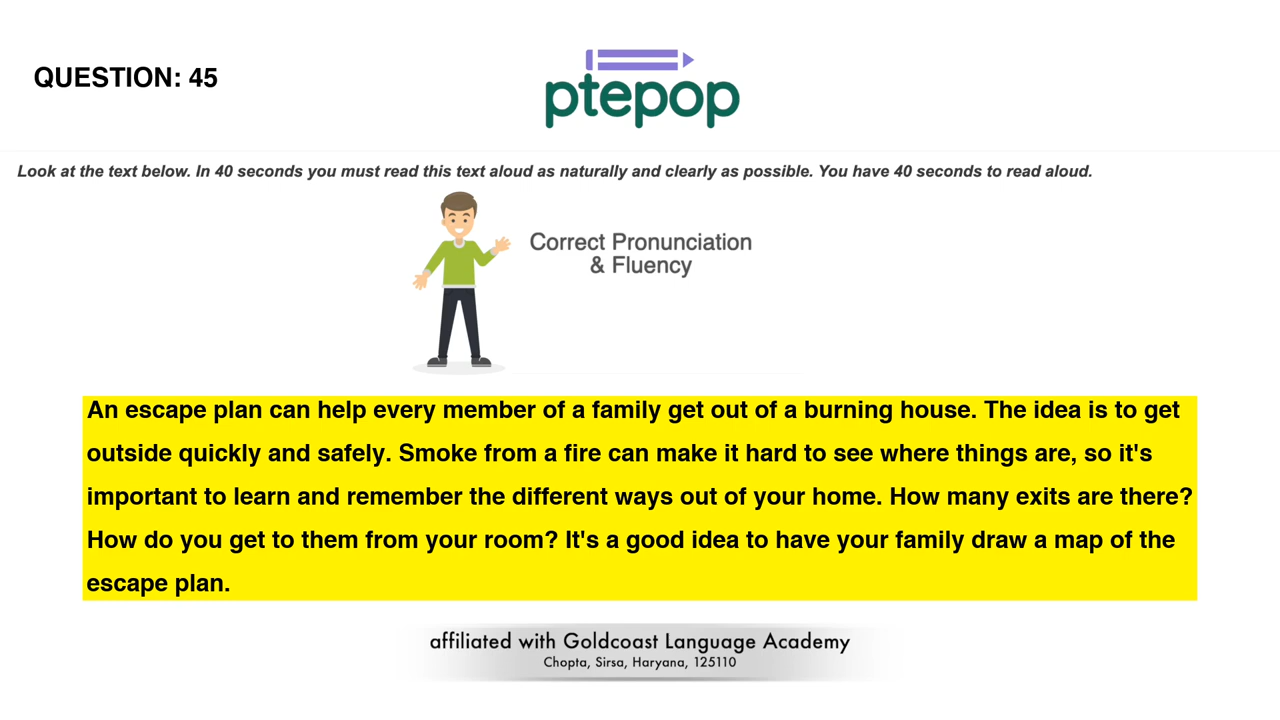 QUESTION: 45
ptepop
Look at the text below. In 40 seconds you must read this text aloud as naturally and clearly as possible. You have 40 seconds to read aloud.
Correct Pronunciation
& Fluency
An escape plan can help every member of a family get out of a burning house. The idea is to get
outside quickly and safely. Smoke from a fire can make it hard to see where things are, so it's
important to learn and remember the different ways out of your home. How many exits are there?
How do you get to them from your room? It's a good idea to have your family draw a map of the
escape plan.
affiliated with Goldcoast Language Academy
Chopta, Sirsa, Haryana, 125110